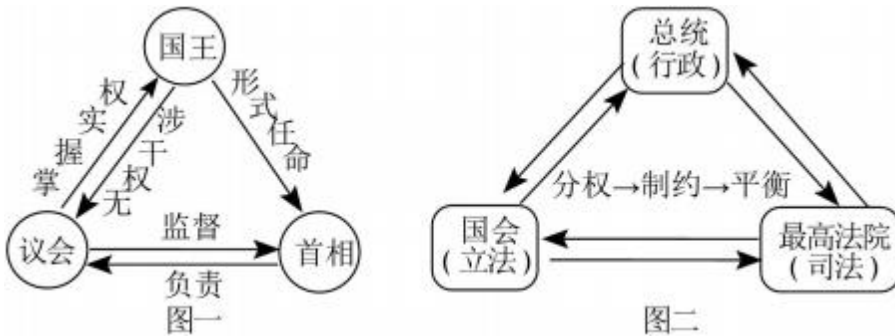 国王
掌握实权
无权干涉
形式任命
议会
监督
负责
首相
图一
总统
(行政)
分权→制约→平衡
国会
(立法)
最高法院
(司法)
图二